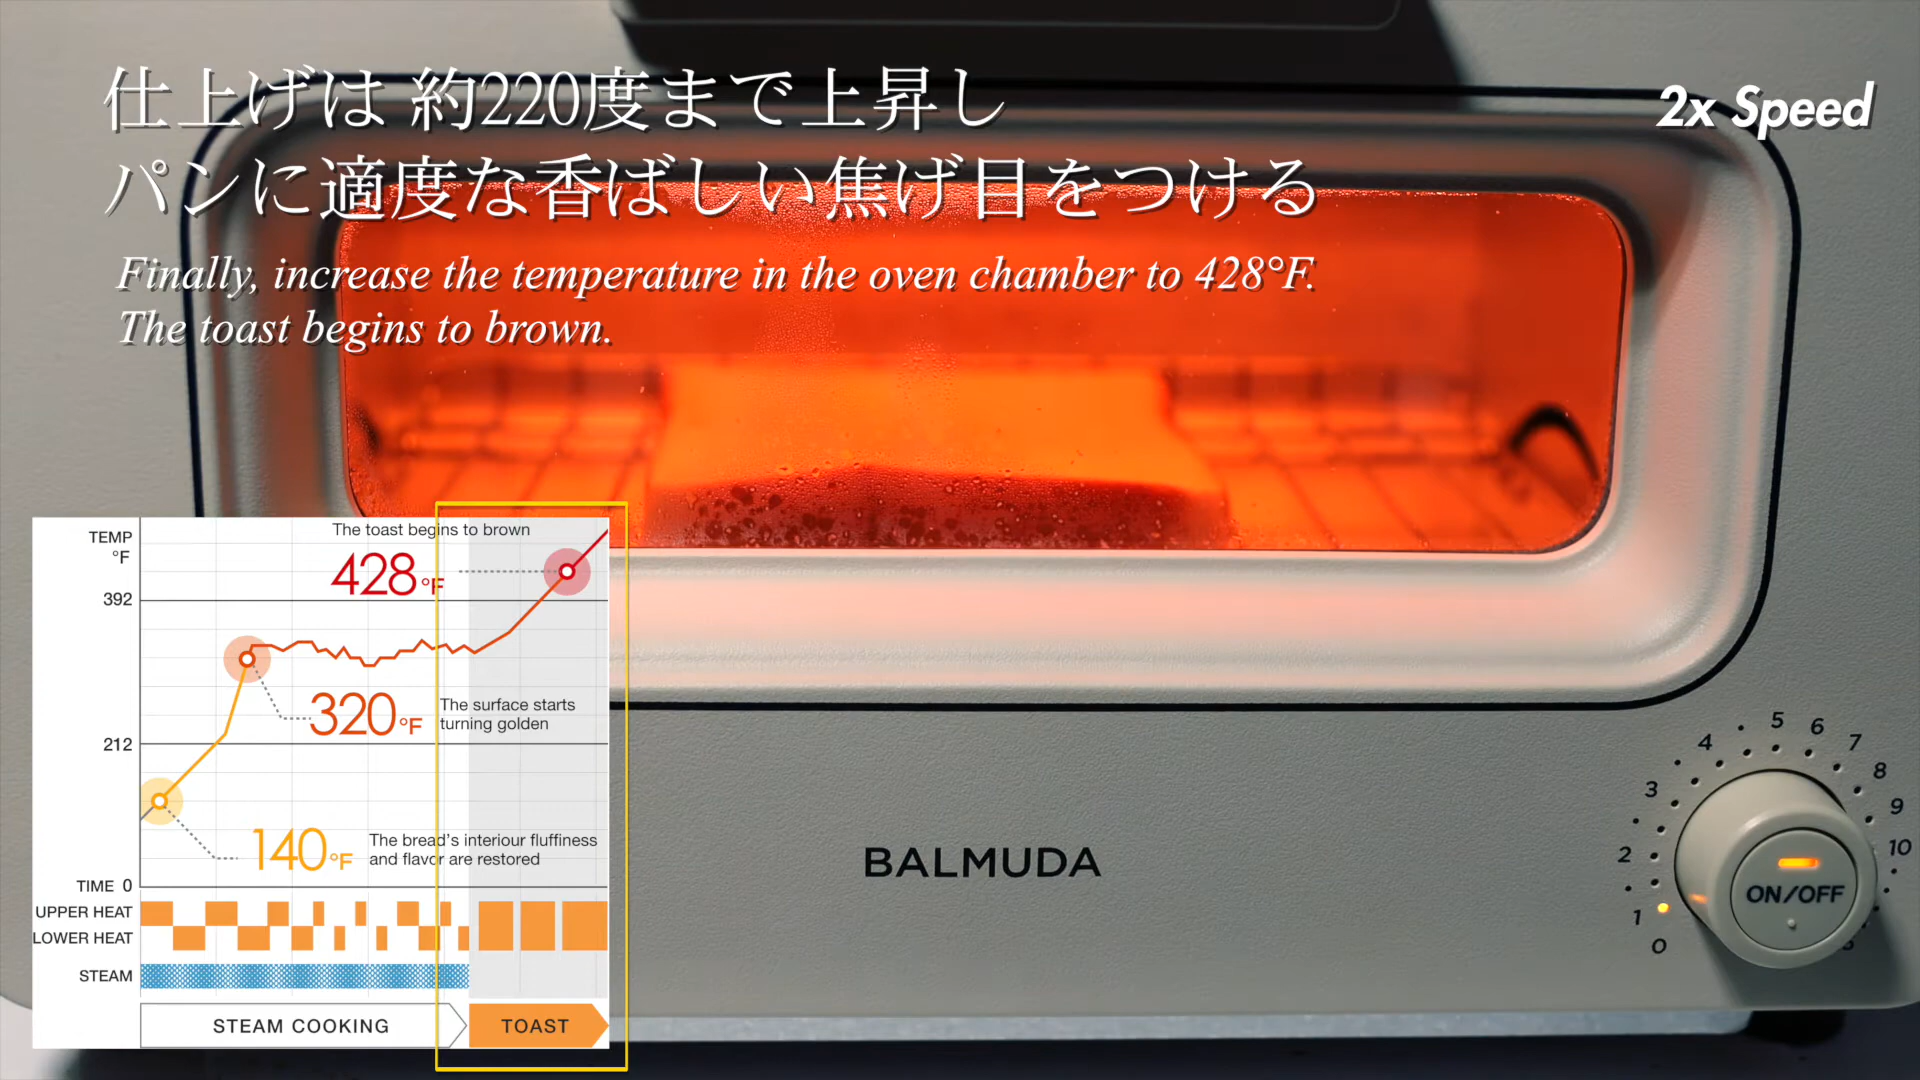 仕上げは 約220度まで上昇し
パンに適度な香ばしい焦げ目をつける
Finally, increase the temperature in the oven chamber to 428°F.
The toast begins to brown.
2x Speed
TEMP
°F
The toast begins to brown
428°F
392
320°F
The surface starts
turning golden
212
140°F
The bread's interiour fluffiness
and flavor are restored
TIME 0
UPPER HEAT
LOWER HEAT
STEAM
STEAM COOKING
TOAST
BALMUDA
0
1
2
3
4
5
6
7
8
9
10
ON/OFF